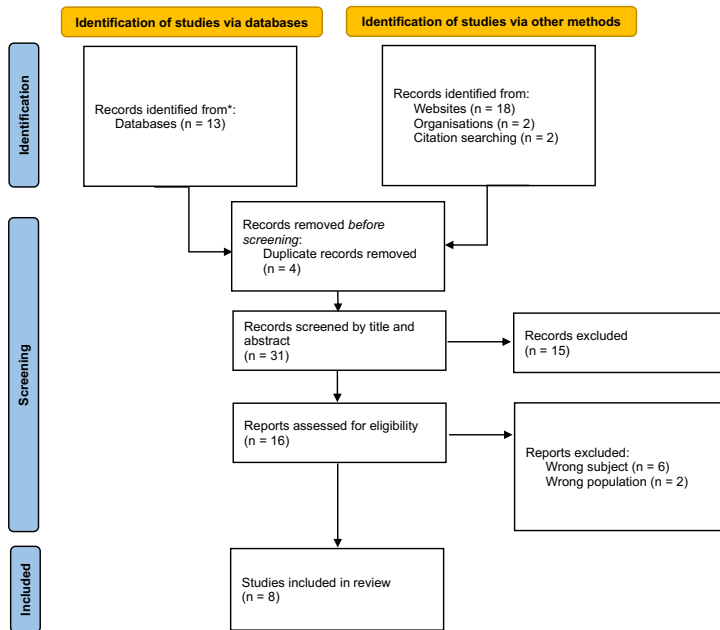 Identification of studies via databases
Identification of studies via other methods
Identification
Records identified from*:
Databases (n = 13)
Records identified from:
Websites (n = 18)
Organisations (n = 2)
Citation searching (n = 2)
Screening
Records removed before
screening:
Duplicate records removed
(n = 4)
Records screened by title and
abstract
(n = 31)
Records excluded
(n = 15)
Reports assessed for eligibility
(n = 16)
Reports excluded:
Wrong subject (n = 6)
Wrong population (n = 2)
Included
Studies included in review
(n = 8)